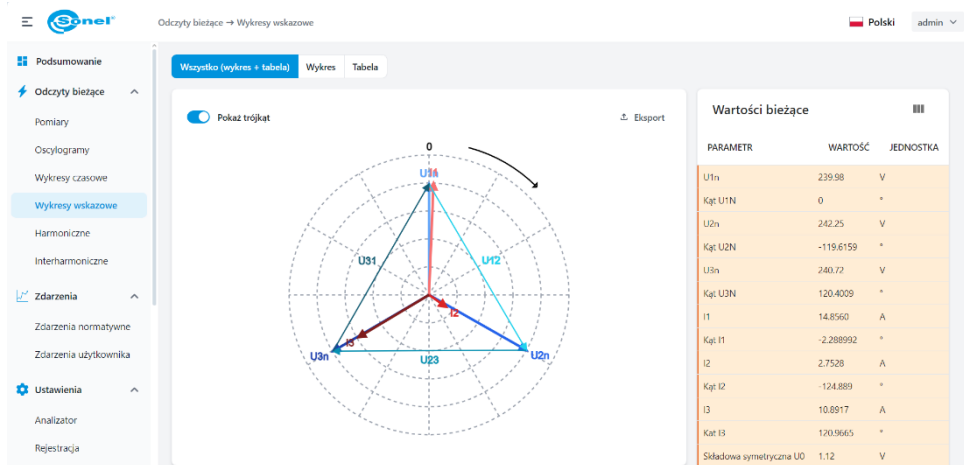 Sonel®
Odczyty bieżące → Wykresy wskazowe
Polski
admin
Podsumowanie
Odczyty bieżące
Pomiary
Oscylogramy
Wykresy czasowe
Wykresy wskazowe
Harmoniczne
Interharmoniczne
Zdarzenia
Zdarzenia normatywne
Zdarzenia użytkownika
Ustawienia
Analizator
Rejestracja
Wszystko (wykres + tabela)
Wykres
Tabela
Pokaż trójkąt
Eksport
0
U1n
U31
U12
I2
I3
U3n
U23
U2n
Wartości bieżące
PARAMETR WARTOŚĆ JEDNOSTKA
U1n 239.98 V
Kąt U1N 0 °
U2n 242.25 V
Kąt U2N -119.6159 °
U3n 240.72 V
Kąt U3N 120.4009 °
I1 14.8560 A
Kąt I1 -2.288992 °
I2 2.7528 A
Kąt I2 -124.889 °
I3 10.8917 A
Kąt I3 120.9665 °
Składowa symetryczna U0 1.12 V